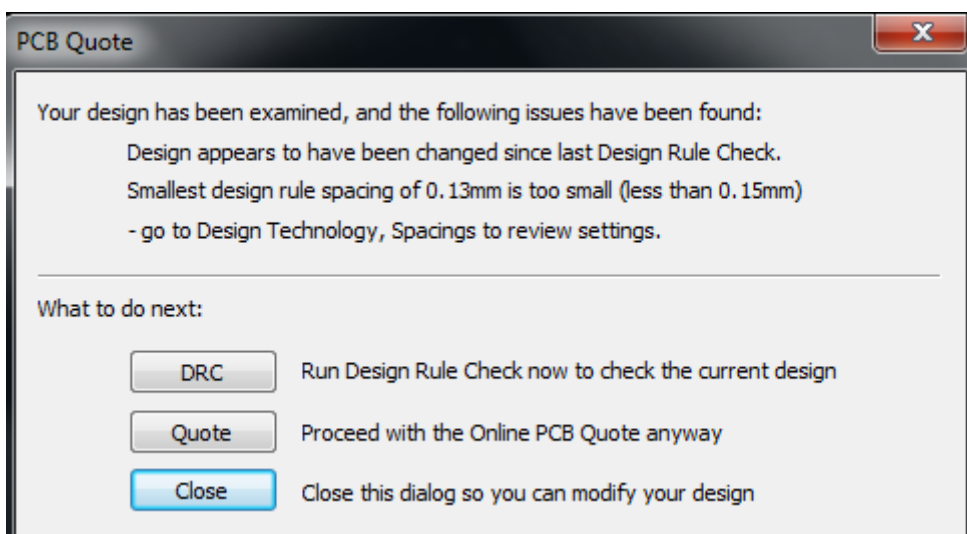 PCB Quote
Your design has been examined, and the following issues have been found:
Design appears to have been changed since last Design Rule Check.
Smallest design rule spacing of 0.13mm is too small (less than 0.15mm)
- go to Design Technology, Spacings to review settings.
What to do next:
DRC Run Design Rule Check now to check the current design
Quote Proceed with the Online PCB Quote anyway
Close Close this dialog so you can modify your design